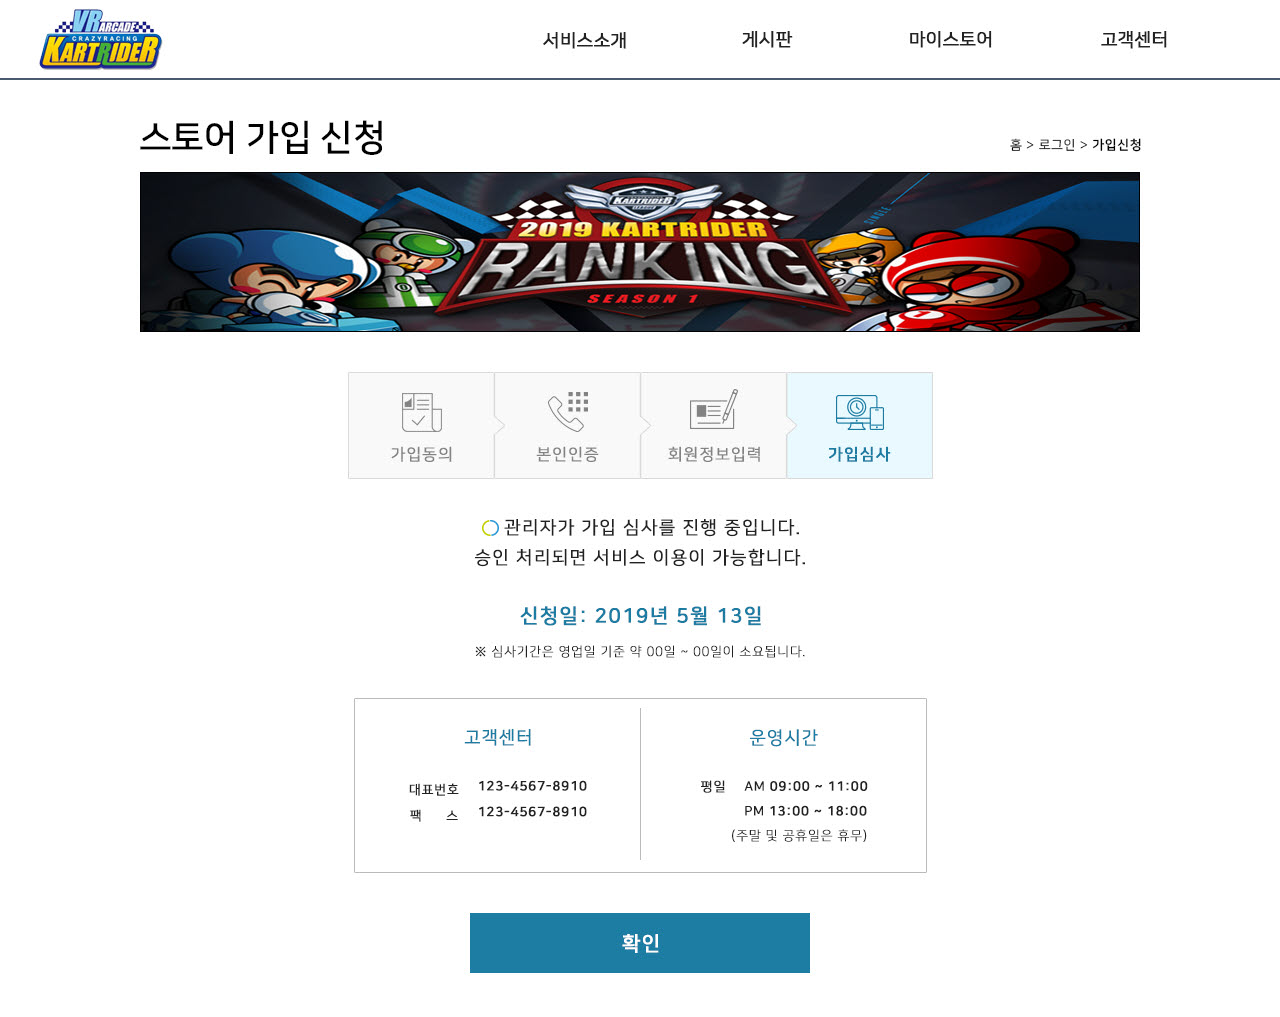 VR ARCADE
CRAZYRACING
KARTRIDER
서비스소개
게시판
마이스토어
고객센터
스토어 가입 신청
홈 > 로그인 > 가입신청
KARTRIDER
LEAGUE
2019 KARTRIDER
RANKING
SEASON 1
SINGLE
가입동의
본인인증
회원정보입력
가입심사
관리자가 가입 심사를 진행 중입니다.
승인 처리되면 서비스 이용이 가능합니다.
신청일: 2019년 5월 13일
※ 심사기간은 영업일 기준 약 00일 ~ 00일이 소요됩니다.
고객센터
대표번호 123-4567-8910
팩 스 123-4567-8910
운영시간
평일 AM 09:00 ~ 11:00
PM 13:00 ~ 18:00
(주말 및 공휴일은 휴무)
확인